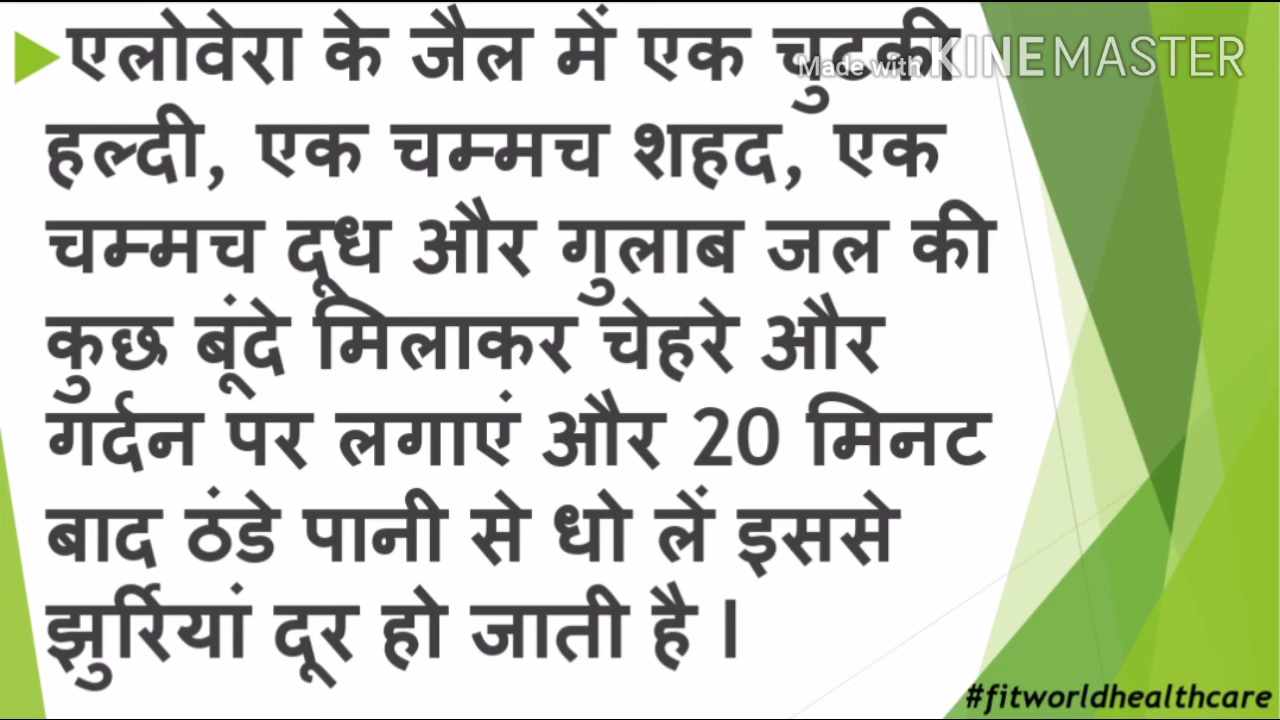 एलोवेरा के जैल में एक चुटकी
Made with KINEMASTER
हल्दी, एक चम्मच शहद, एक
चम्मच दूध और गुलाब जल की
कुछ बूंदे मिलाकर चेहरे और
गर्दन पर लगाएं और 20 मिनट
बाद ठंडे पानी से धो लें इससे
झुर्रियां दूर हो जाती है l
#fitworldhealthcare